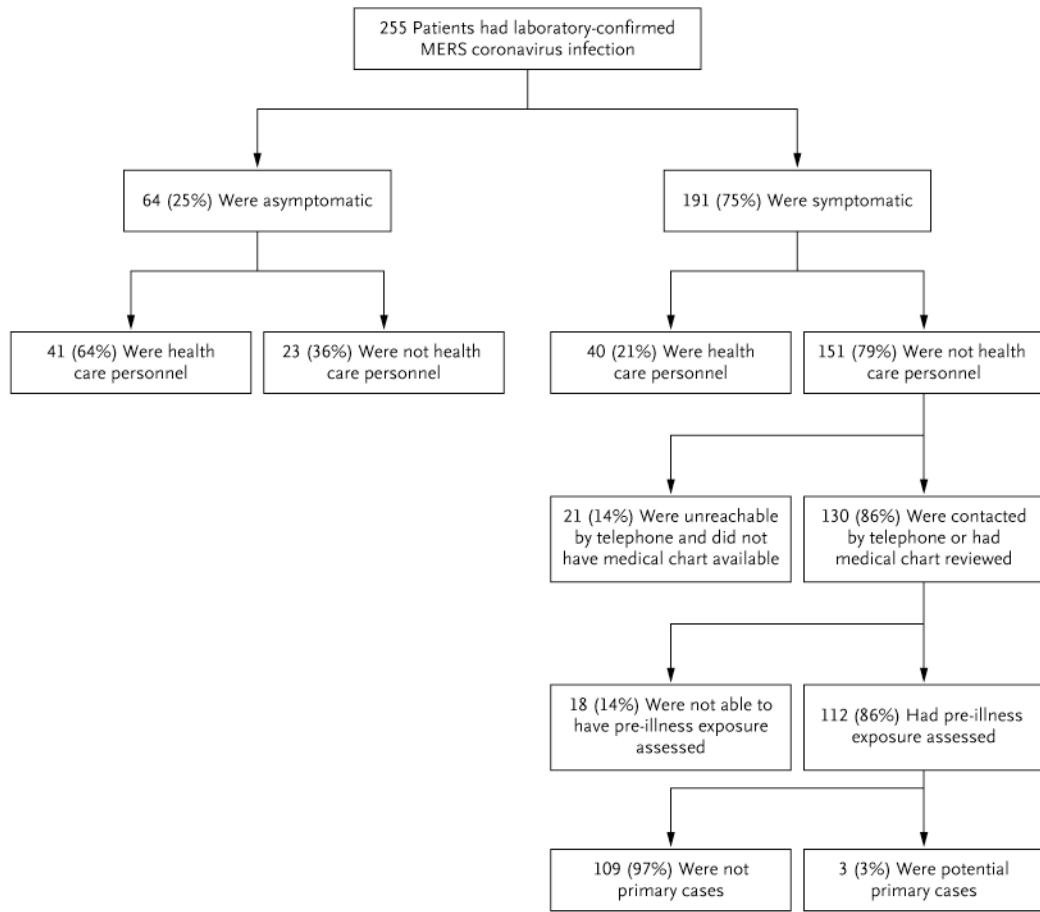 255 Patients had laboratory-confirmed
MERS coronavirus infection
64 (25%) Were asymptomatic
191 (75%) Were symptomatic
41 (64%) Were health
care personnel
23 (36%) Were not health
care personnel
40 (21%) Were health
care personnel
151 (79%) Were not health
care personnel
21 (14%) Were unreachable
by telephone and did not
have medical chart available
130 (86%) Were contacted
by telephone or had
medical chart reviewed
18 (14%) Were not able to
have pre-illness exposure
assessed
112 (86%) Had pre-illness
exposure assessed
109 (97%) Were not
primary cases
3 (3%) Were potential
primary cases